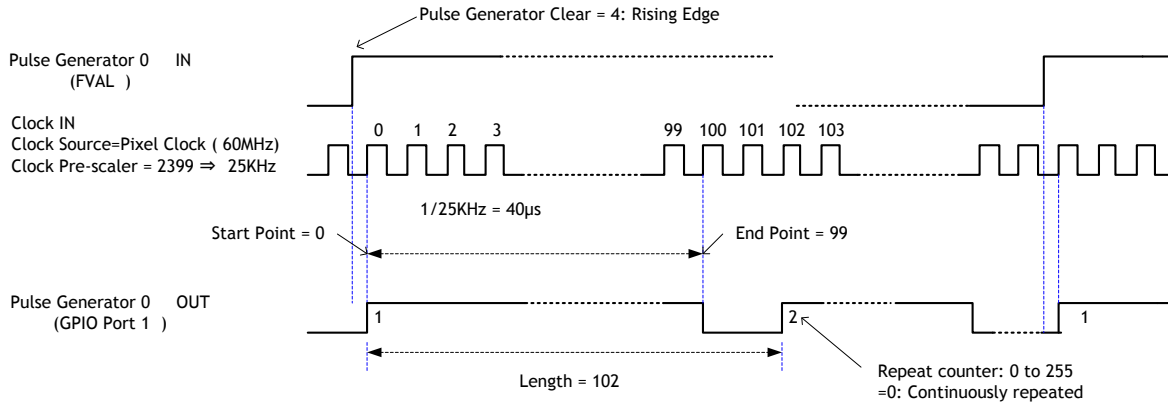 Pulse Generator Clear = 4: Rising Edge
Pulse Generator 0 IN
(FVAL )
Clock IN
Clock Source=Pixel Clock ( 60MHz)
Clock Pre-scaler = 2399 ⇒ 25KHz
0 1 2 3 99 100 101 102 103
1/25KHz = 40µs
Start Point = 0
End Point = 99
Pulse Generator 0 OUT
(GPIO Port 1 )
1 2 1
Length = 102
Repeat counter: 0 to 255
=0: Continuously repeated